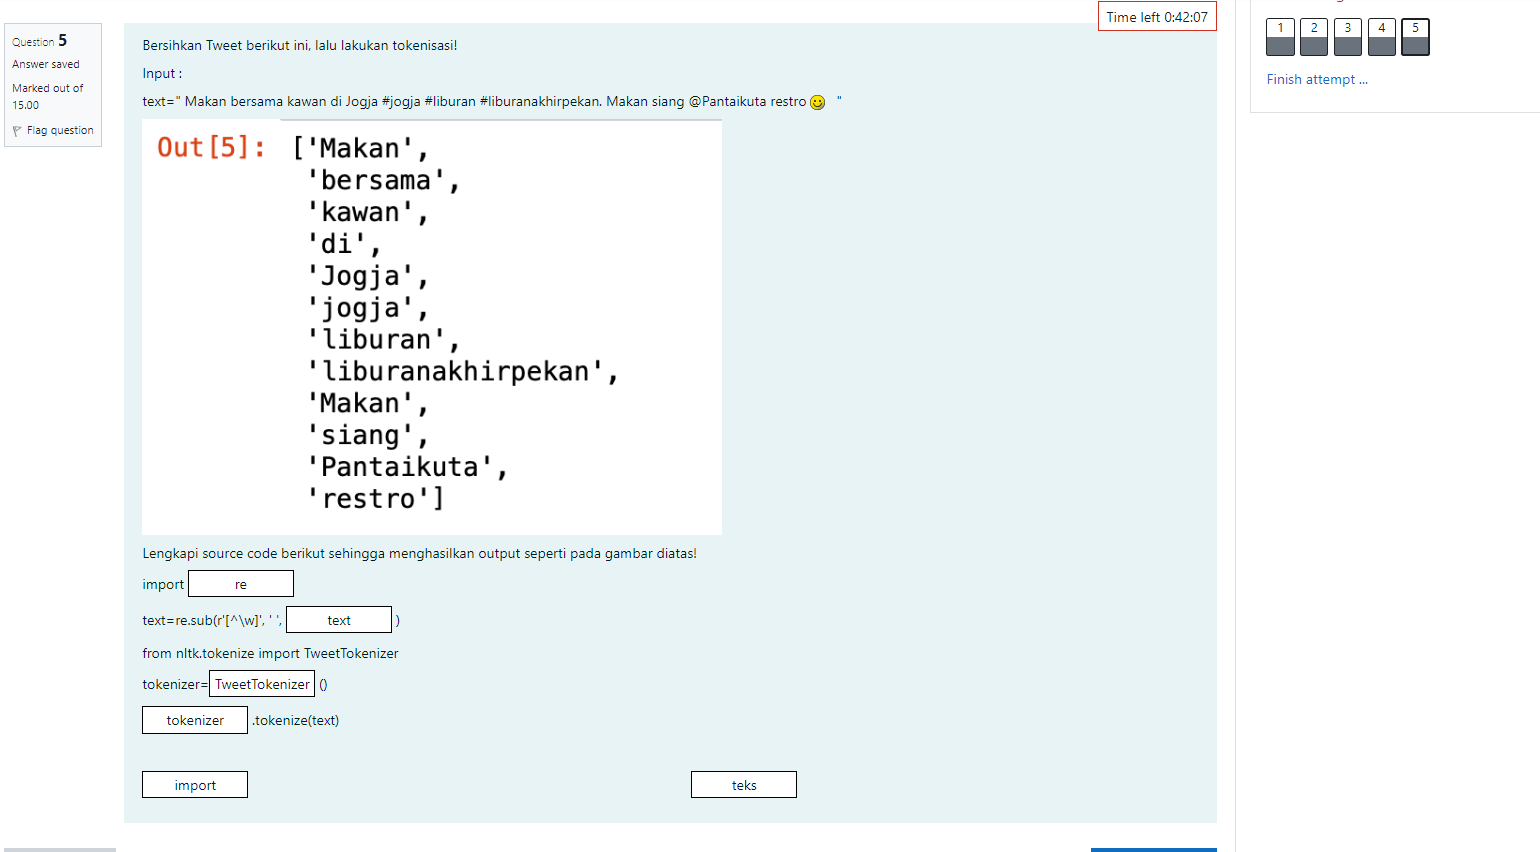 Time left 0:42:07
Question 5
Answer saved
Marked out of
15.00
Flag question
Bersihkan Tweet berikut ini, lalu lakukan tokenisasi!
Input :
text=" Makan bersama kawan di Jogja #jogja #liburan #liburanakhirpekan. Makan siang @Pantaikuta restro 🙂 "
Out[5]: ['Makan',
'bersama',
'kawan',
'di',
'Jogja',
'jogja',
'liburan',
'liburanakhirpekan',
'Makan',
'siang',
'Pantaikuta',
'restro']
Lengkapi source code berikut sehingga menghasilkan output seperti pada gambar diatas!
import re
text=re.sub(r'[^\w]', ' ', text )
from nltk.tokenize import TweetTokenizer
tokenizer= TweetTokenizer ()
tokenizer .tokenize(text)
import teks
1 2 3 4 5
Finish attempt ...